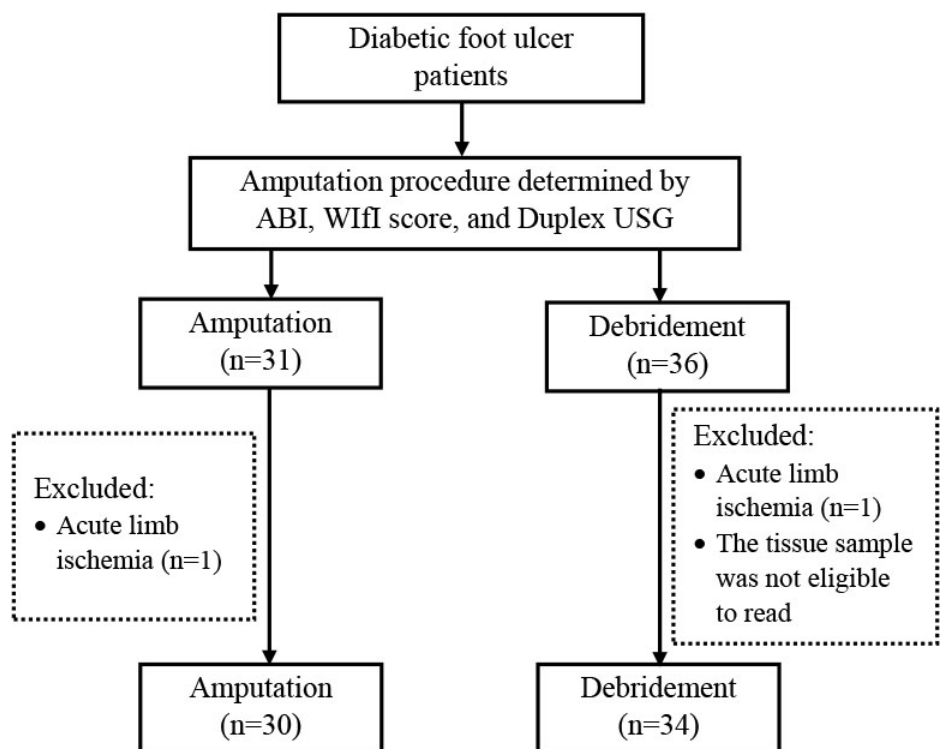 Diabetic foot ulcer
patients
Amputation procedure determined by
ABI, WIfI score, and Duplex USG
Amputation
(n=31)
Debridement
(n=36)
Excluded:
• Acute limb
ischemia (n=1)
Excluded:
• Acute limb
ischemia (n=1)
• The tissue sample
was not eligible
to read
Amputation
(n=30)
Debridement
(n=34)